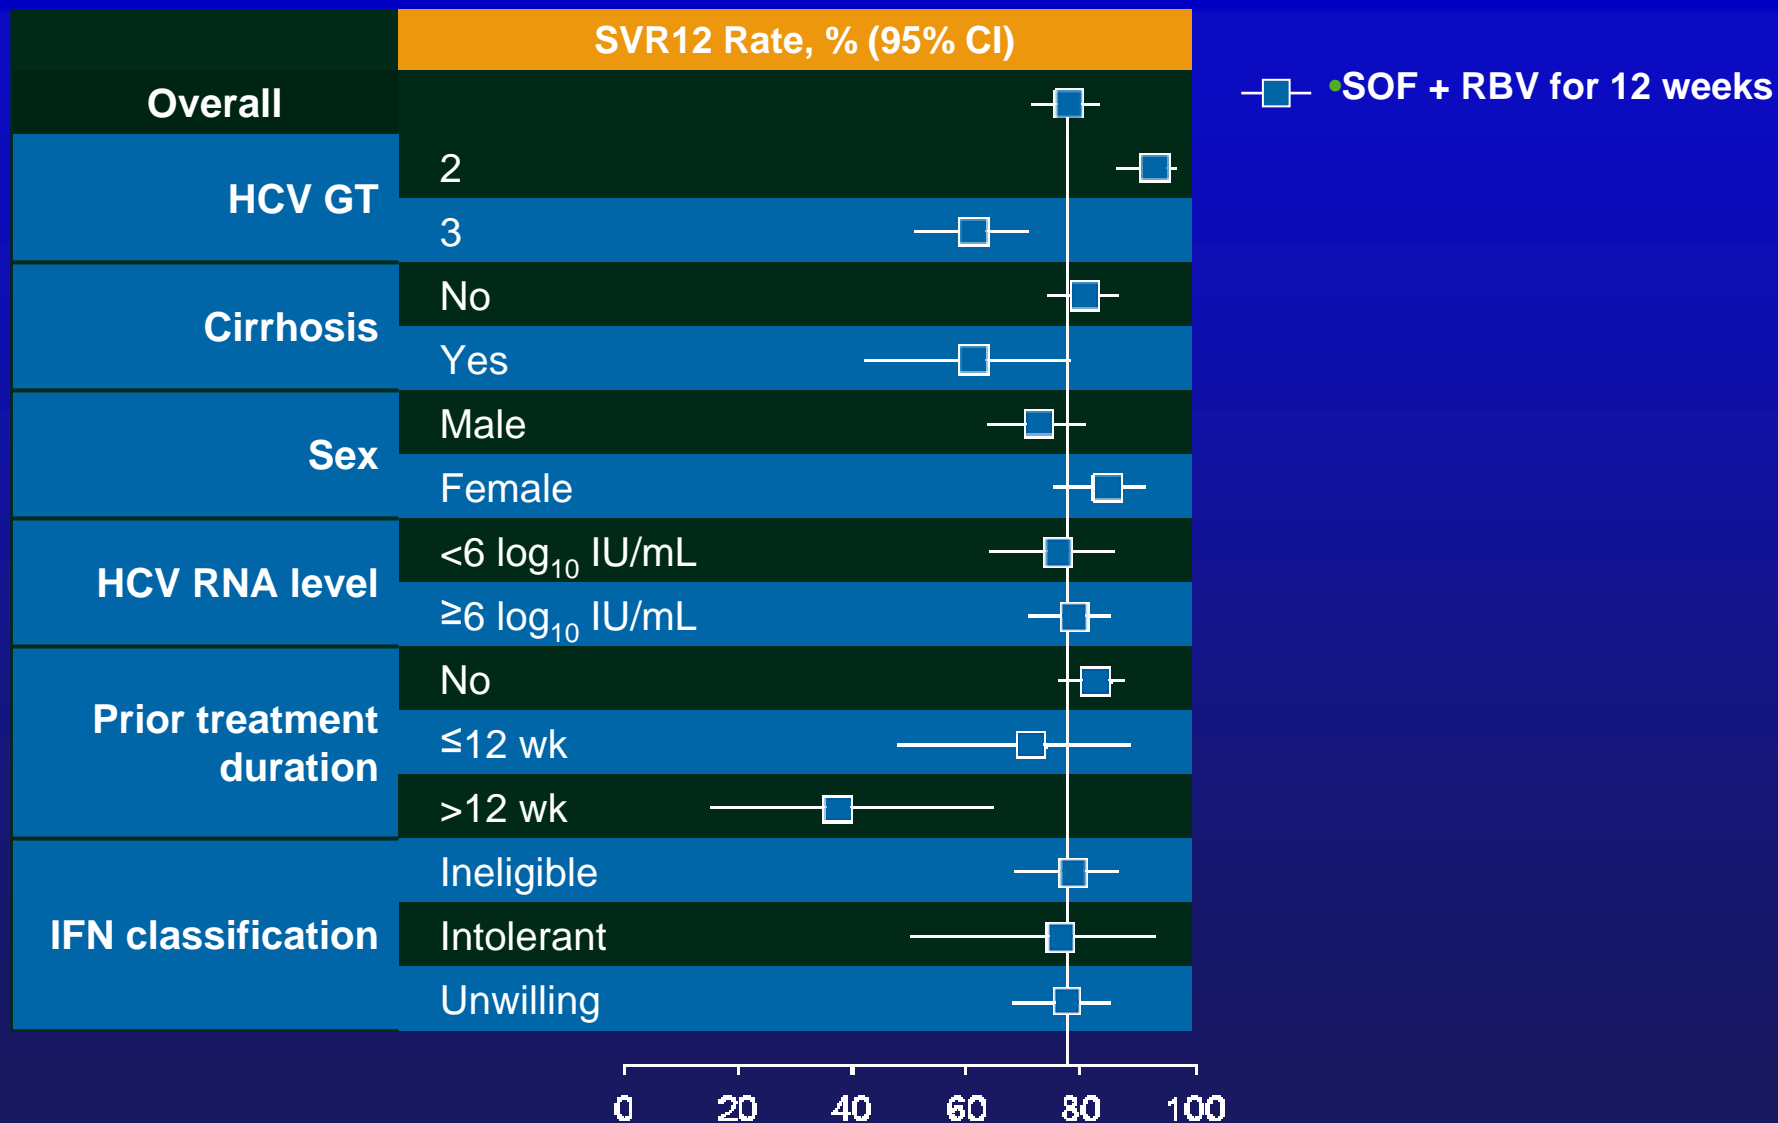 SVR12 Rate, % (95% CI)
•SOF + RBV for 12 weeks
Overall
HCV GT
2
3
Cirrhosis
No
Yes
Sex
Male
Female
HCV RNA level
<6 log10 IU/mL
≥6 log10 IU/mL
Prior treatment
duration
No
≤12 wk
>12 wk
IFN classification
Ineligible
Intolerant
Unwilling
0 20 40 60 80 100